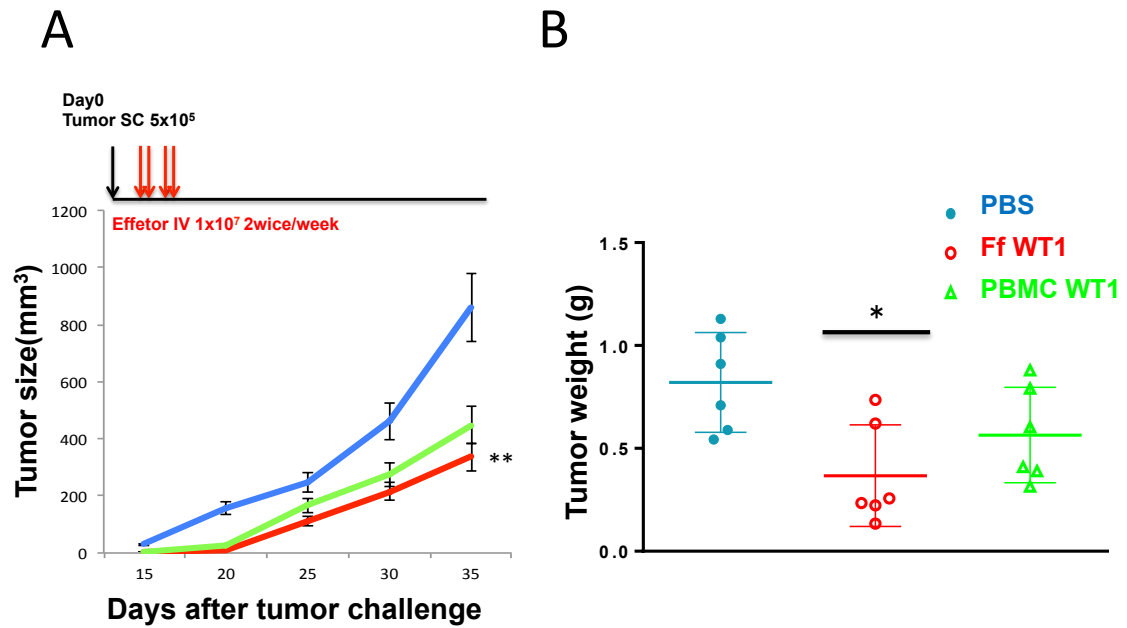 A
B
Day0
Tumor SC 5x10⁵
Effetor IV 1x10⁷ 2wice/week
1200
1000
800
600
400
200
0
Tumor size(mm³)
15 20 25 30 35
Days after tumor challenge
**
PBS
Ff WT1
PBMC WT1
1.5
1.0
0.5
0.0
Tumor weight (g)
*